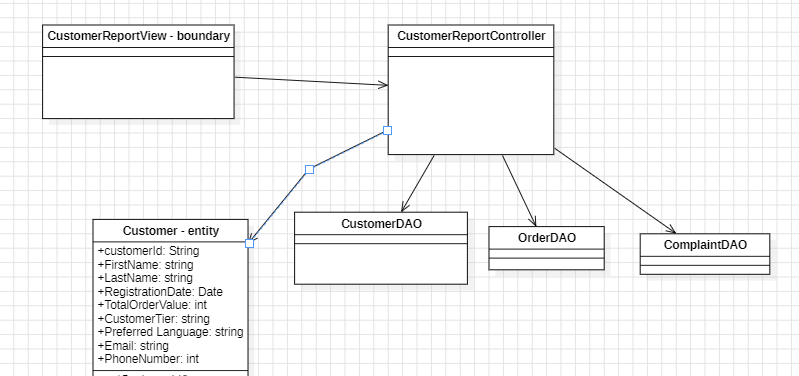 CustomerReportView - boundary
CustomerReportController
Customer - entity
+customerId: String
+FirstName: string
+LastName: string
+RegistrationDate: Date
+TotalOrderValue: int
+CustomerTier: string
+Preferred Language: string
+Email: string
+PhoneNumber: int
CustomerDAO
OrderDAO
ComplaintDAO